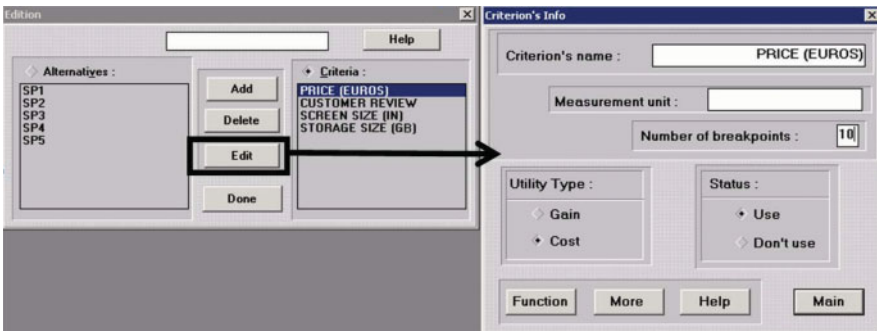 Edition
Help
Alternatives :
SP1
SP2
SP3
SP4
SP5
Add
Delete
Edit
Done
Criteria :
PRICE (EUROS)
CUSTOMER REVIEW
SCREEN SIZE (IN)
STORAGE SIZE (GB)
Criterion's Info
Criterion's name :
PRICE (EUROS)
Measurement unit :
Number of breakpoints :
10
Utility Type :
Gain
Cost
Status :
Use
Don't use
Function
More
Help
Main